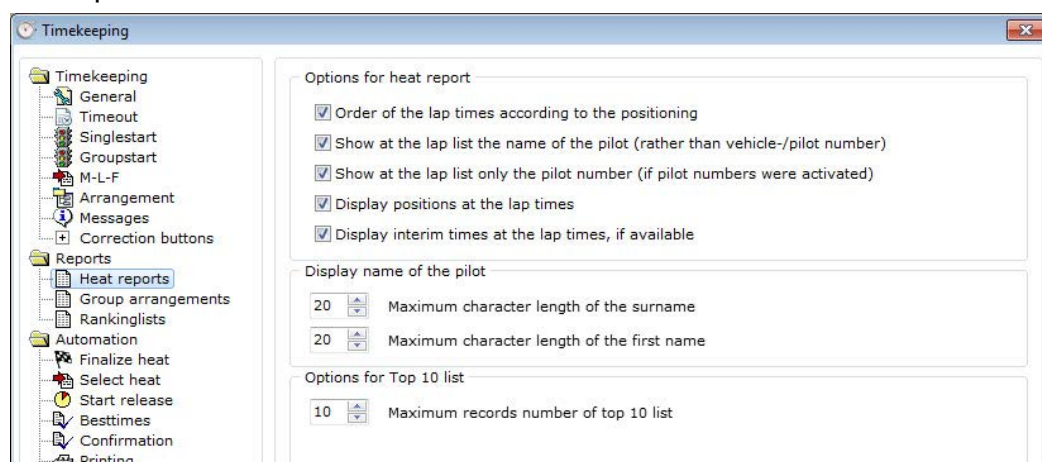 Timekeeping
Timekeeping
General
Timeout
Singlestart
Groupstart
M-L-F
Arrangement
Messages
Correction buttons
Reports
Heat reports
Group arrangements
Rankinglists
Automation
Finalize heat
Select heat
Start release
Besttimes
Confirmation
Printing
Options for heat report
Order of the lap times according to the positioning
Show at the lap list the name of the pilot (rather than vehicle-/pilot number)
Show at the lap list only the pilot number (if pilot numbers were activated)
Display positions at the lap times
Display interim times at the lap times, if available
Display name of the pilot
20 Maximum character length of the surname
20 Maximum character length of the first name
Options for Top 10 list
10 Maximum records number of top 10 list